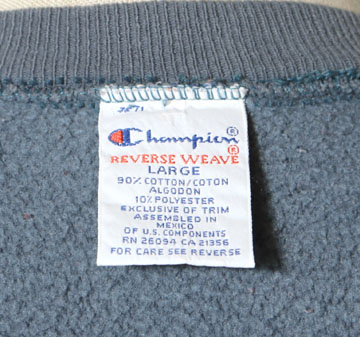 Champion®
REVERSE WEAVE®
LARGE
90% COTTON/COTON
ALGODON
10% POLYESTER
EXCLUSIVE OF TRIM
ASSEMBLED IN
MEXICO
OF U.S. COMPONENTS
RN 26094 CA 21356
FOR CARE SEE REVERSE